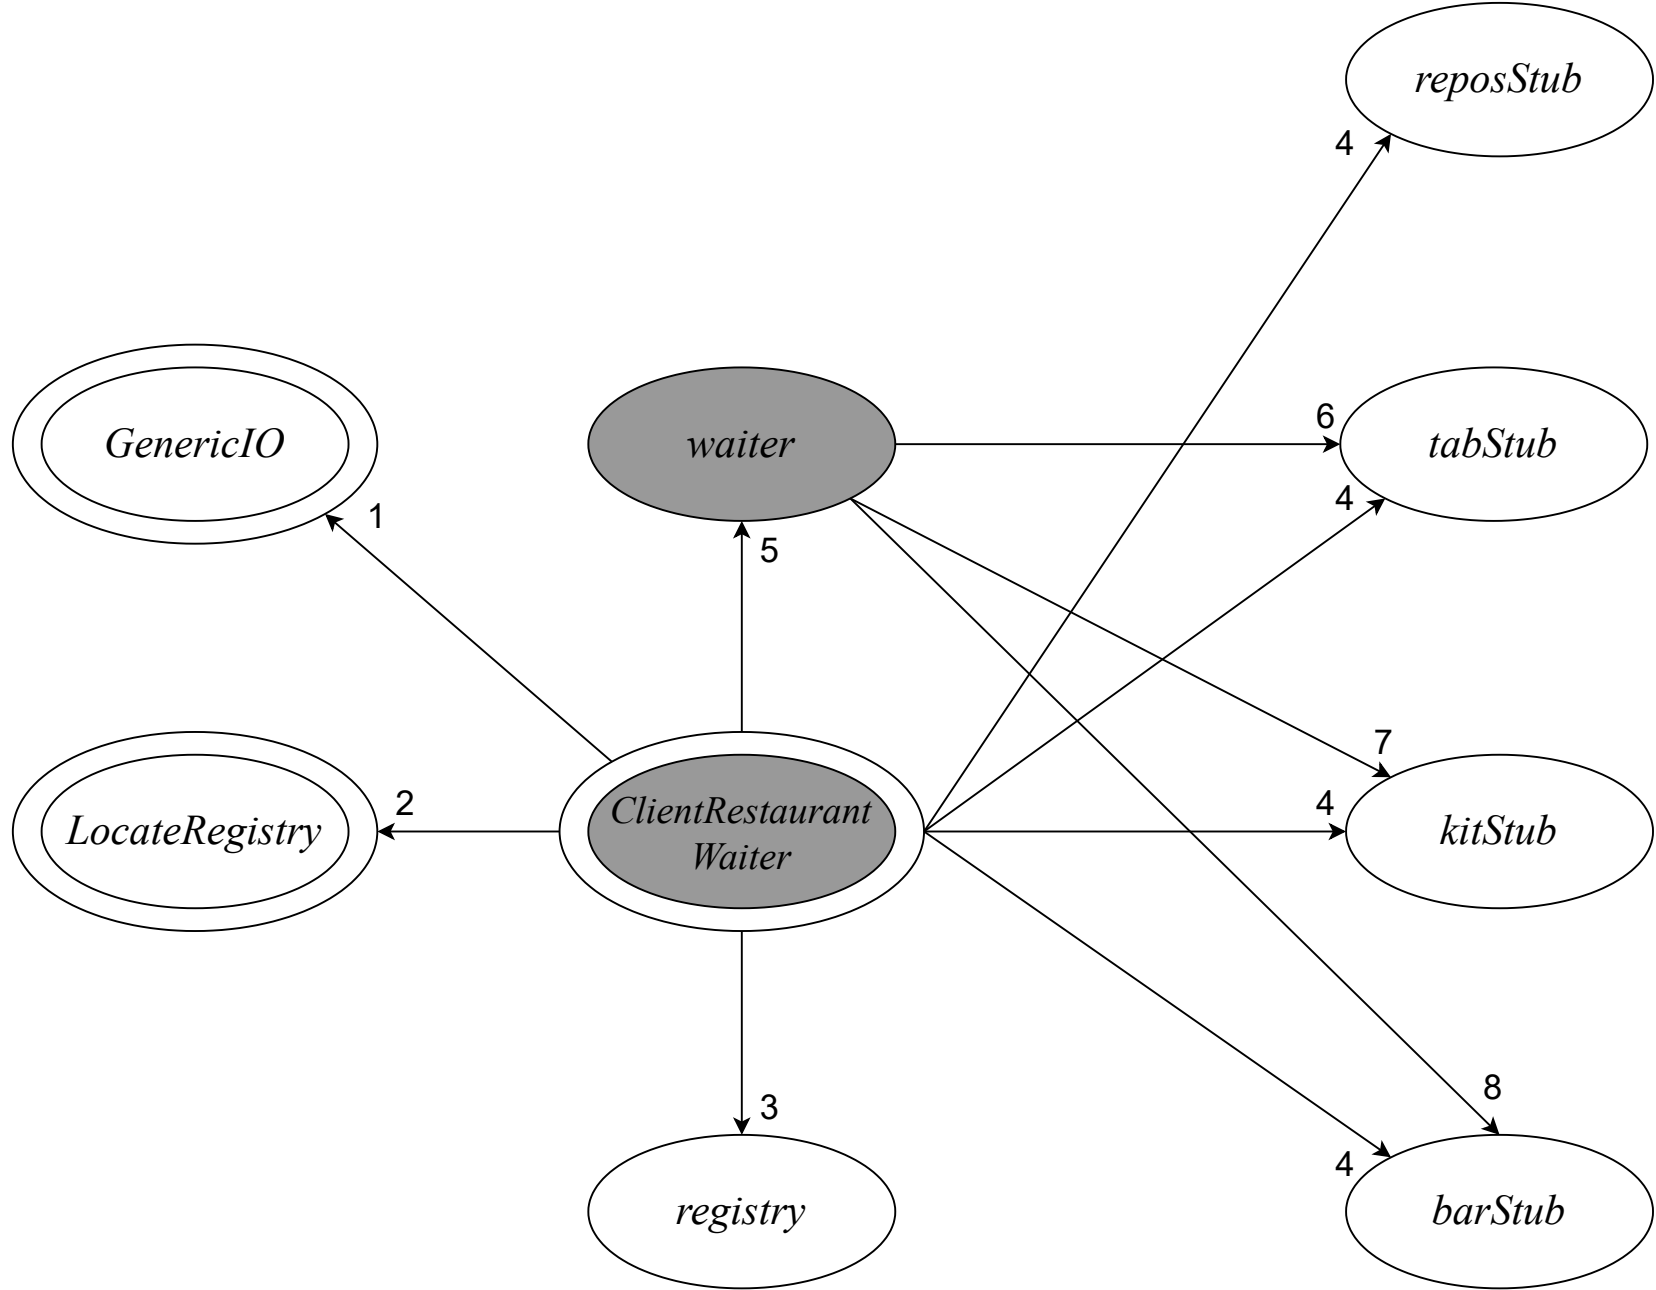 reposStub
4
GenericIO
waiter
6
tabStub
4
1
5
7
LocateRegistry
2
ClientRestaurant
Waiter
4
kitStub
8
3
4
registry
barStub